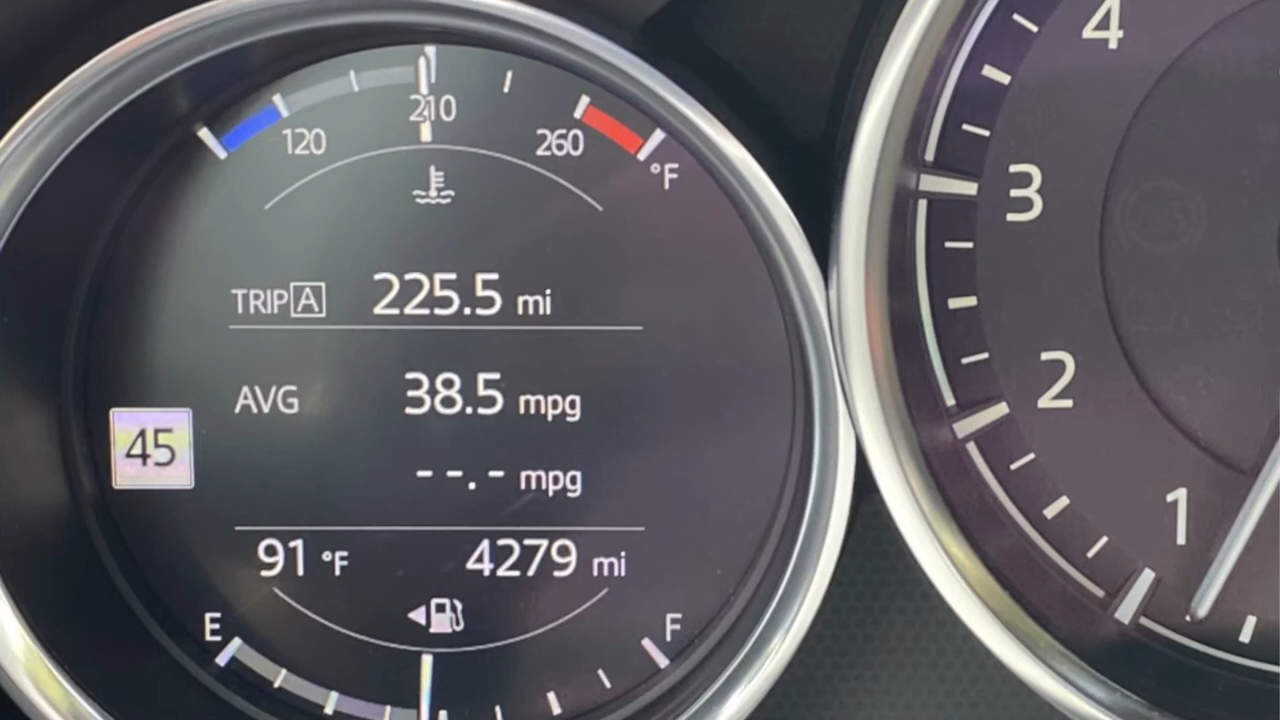 120 210 260 °F
TRIP A 225.5 mi
AVG 38.5 mpg
--.- mpg
45
91 °F 4279 mi
E F
4
3
2
1